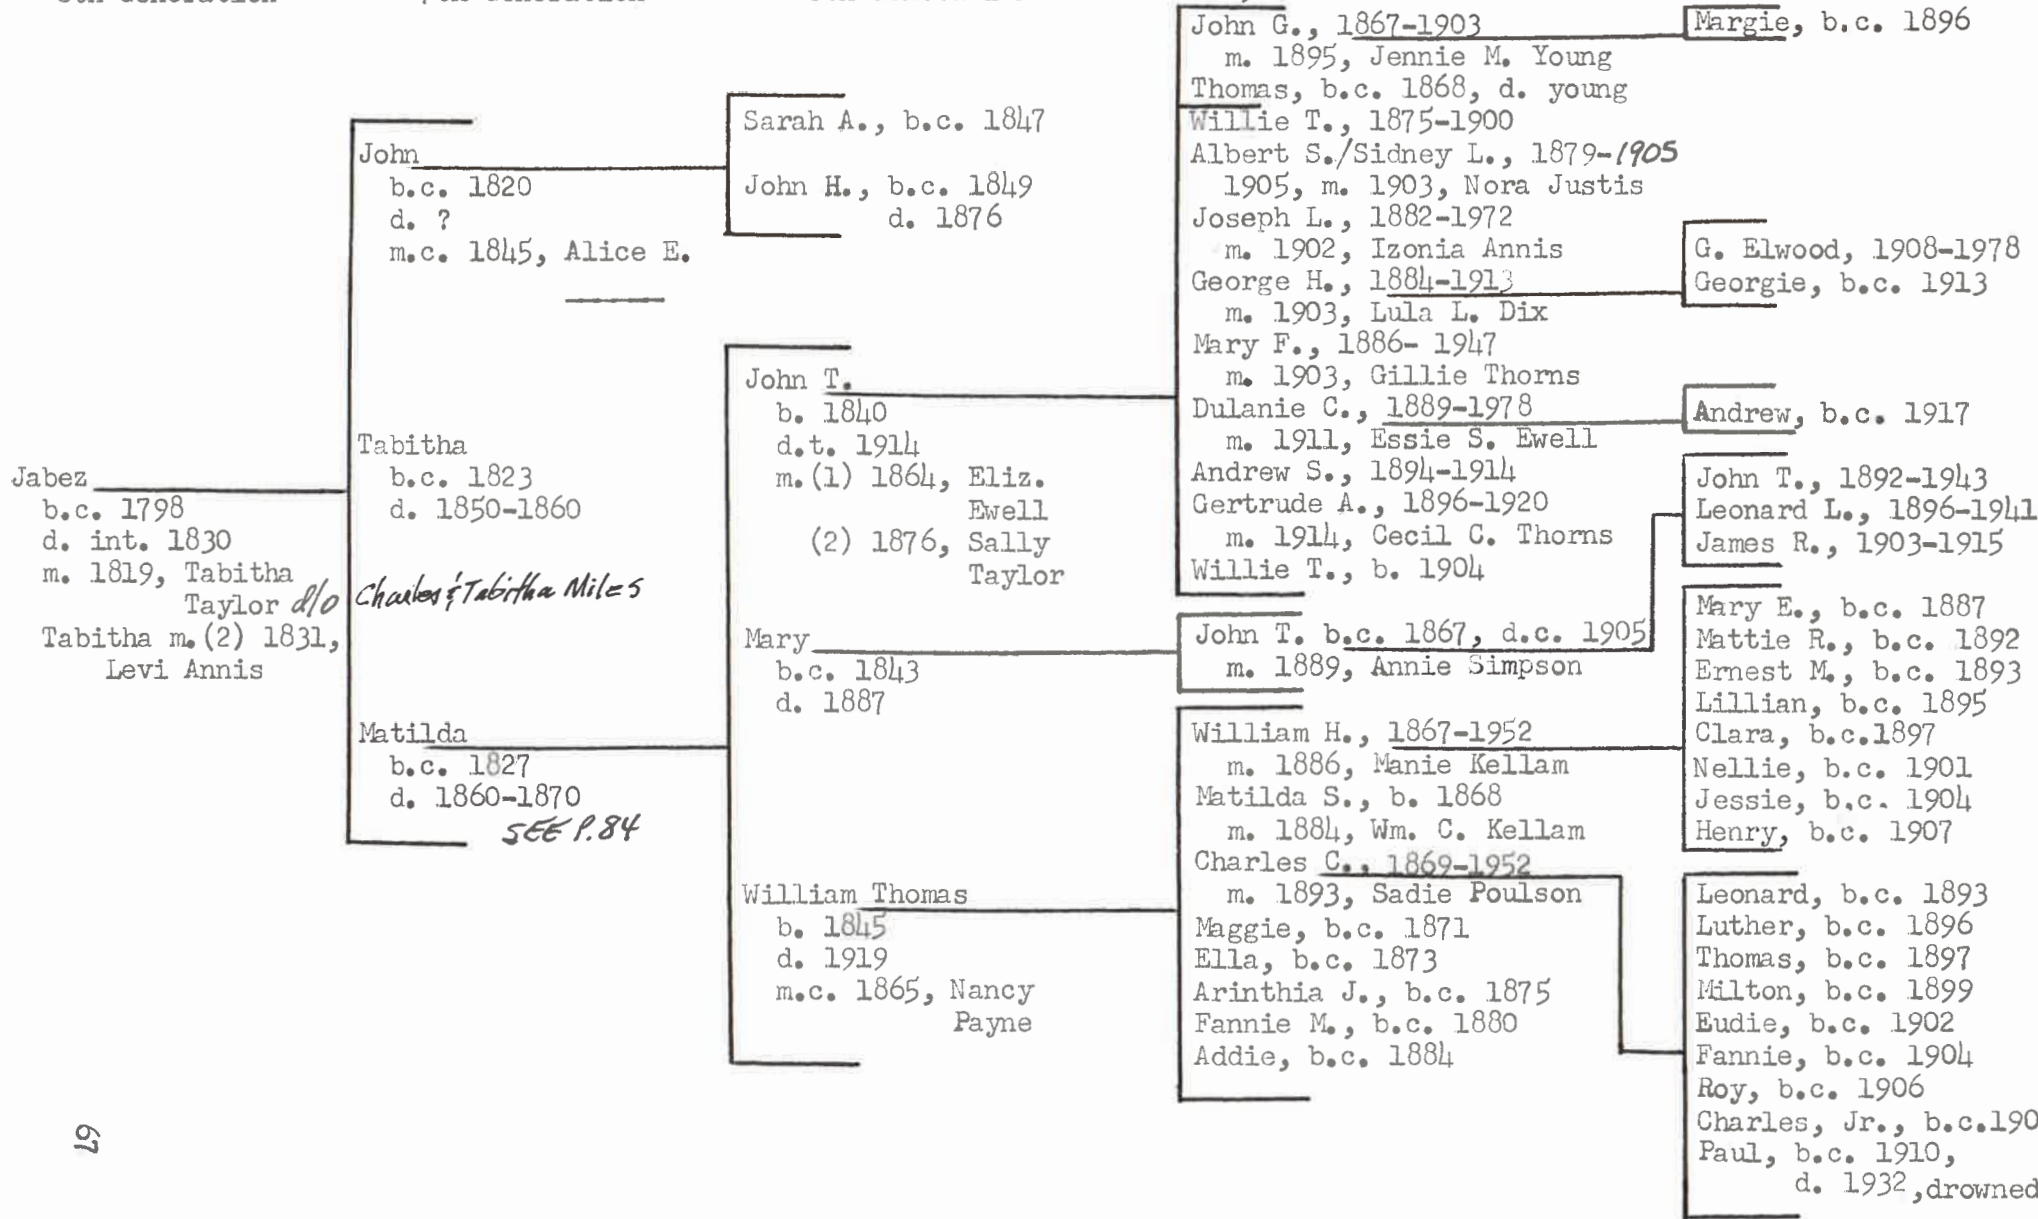 John
b.c. 1820
d. ?
m.c. 1845, Alice E.
Tabitha
b.c. 1823
d. 1850-1860
Jabez
b.c. 1798
d. int. 1830
m. 1819, Tabitha
Taylor d/o Charles & Tabitha Miles
Tabitha m.(2) 1831,
Levi Annis
Matilda
b.c. 1827
d. 1860-1870
SEE P.84
Sarah A., b.c. 1847
John H., b.c. 1849
d. 1876
John T.
b. 1840
d.t. 1914
m.(1) 1864, Eliz.
Ewell
(2) 1876, Sally
Taylor
Mary
b.c. 1843
d. 1887
William Thomas
b. 1845
d. 1919
m.c. 1865, Nancy
Payne
John G., 1867-1903
m. 1895, Jennie M. Young
Thomas, b.c. 1868, d. young
Willie T., 1875-1900
Albert S./Sidney L., 1879-1905
1905, m. 1903, Nora Justis
Joseph L., 1882-1972
m. 1902, Izonia Annis
George H., 1884-1913
m. 1903, Lula L. Dix
Mary F., 1886- 1947
m. 1903, Gillie Thorns
Dulanie C., 1889-1978
m. 1911, Essie S. Ewell
Andrew S., 1894-1914
Gertrude A., 1896-1920
m. 1914, Cecil C. Thorns
Willie T., b. 1904
John T. b.c. 1867, d.c. 1905
m. 1889, Annie Simpson
William H., 1867-1952
m. 1886, Manie Kellam
Matilda S., b. 1868
m. 1884, Wm. C. Kellam
Charles C., 1869-1952
m. 1893, Sadie Poulson
Maggie, b.c. 1871
Ella, b.c. 1873
Arinthia J., b.c. 1875
Fannie M., b.c. 1880
Addie, b.c. 1884
Margie, b.c. 1896
G. Elwood, 1908-1978
Georgie, b.c. 1913
Andrew, b.c. 1917
John T., 1892-1943
Leonard L., 1896-1941
James R., 1903-1915
Mary E., b.c. 1887
Mattie R., b.c. 1892
Ernest M., b.c. 1893
Lillian, b.c. 1895
Clara, b.c.1897
Nellie, b.c. 1901
Jessie, b.c. 1904
Henry, b.c. 1907
Leonard, b.c. 1893
Luther, b.c. 1896
Thomas, b.c. 1897
Milton, b.c. 1899
Eudie, b.c. 1902
Fannie, b.c. 1904
Roy, b.c. 1906
Charles, Jr., b.c.190
Paul, b.c. 1910,
d. 1932,drowned
67